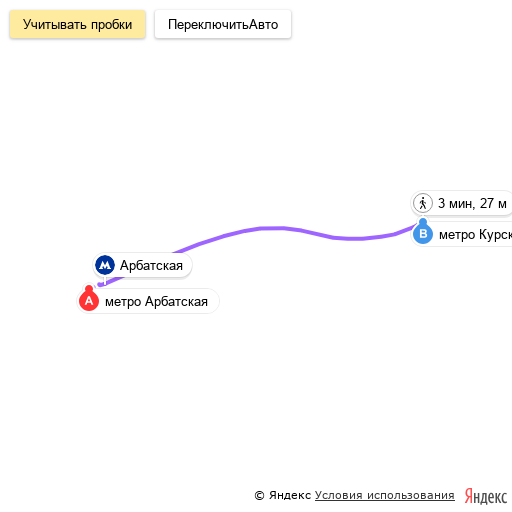 Учитывать пробки
ПереключитьАвто
3 мин, 27 м
B
метро Курск
Арбатская
A
метро Арбатская
© Яндекс Условия использования
Яндекс